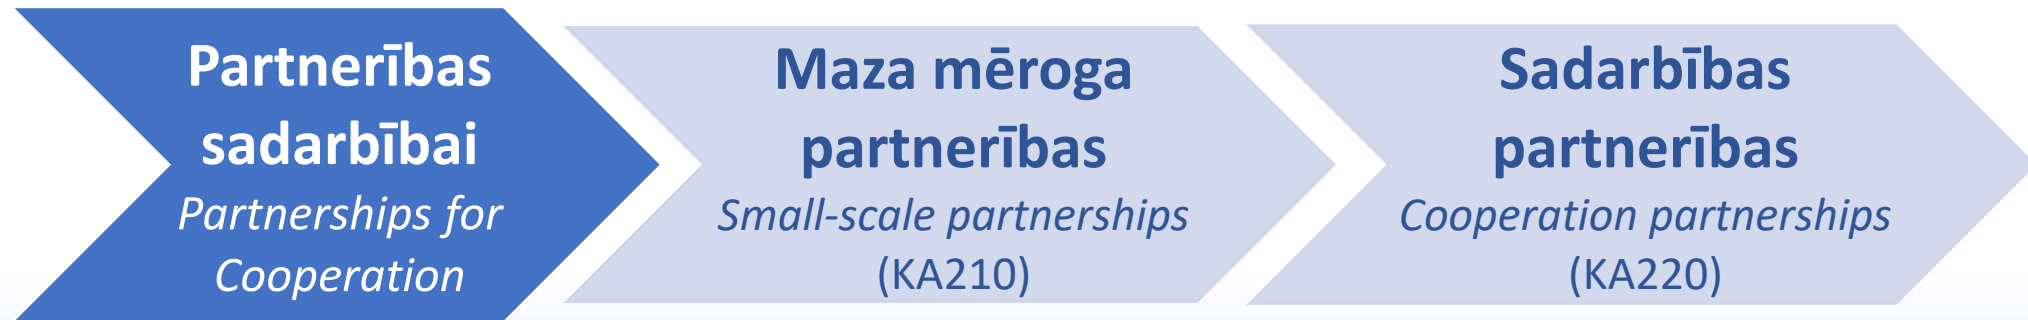 Partnerības
sadarbībai
Partnerships for
Cooperation
Maza mēroga
partnerības
Small-scale partnerships
(KA210)
Sadarbības
partnerības
Cooperation partnerships
(KA220)